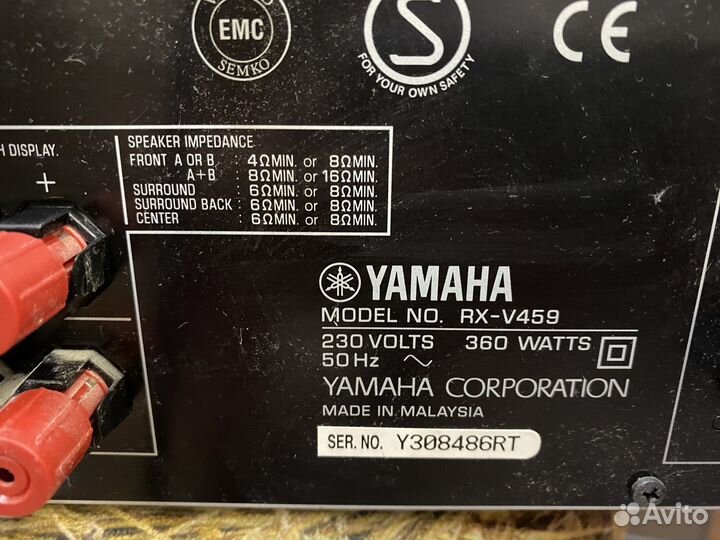 EMC
SEMKO
S
FOR YOUR OWN SAFETY
CE
H DISPLAY.
+
SPEAKER IMPEDANCE
FRONT A OR B : 4ΩMIN. or 8ΩMIN.
A+B : 8ΩMIN. or 16ΩMIN.
SURROUND : 6ΩMIN. or 8ΩMIN.
SURROUND BACK : 6ΩMIN. or 8ΩMIN.
CENTER : 6ΩMIN. or 8ΩMIN.
YAMAHA
MODEL NO. RX-V459
230 VOLTS 360 WATTS
50 Hz ~
YAMAHA CORPORATION
MADE IN MALAYSIA
SER. NO. Y308486RT
Avito